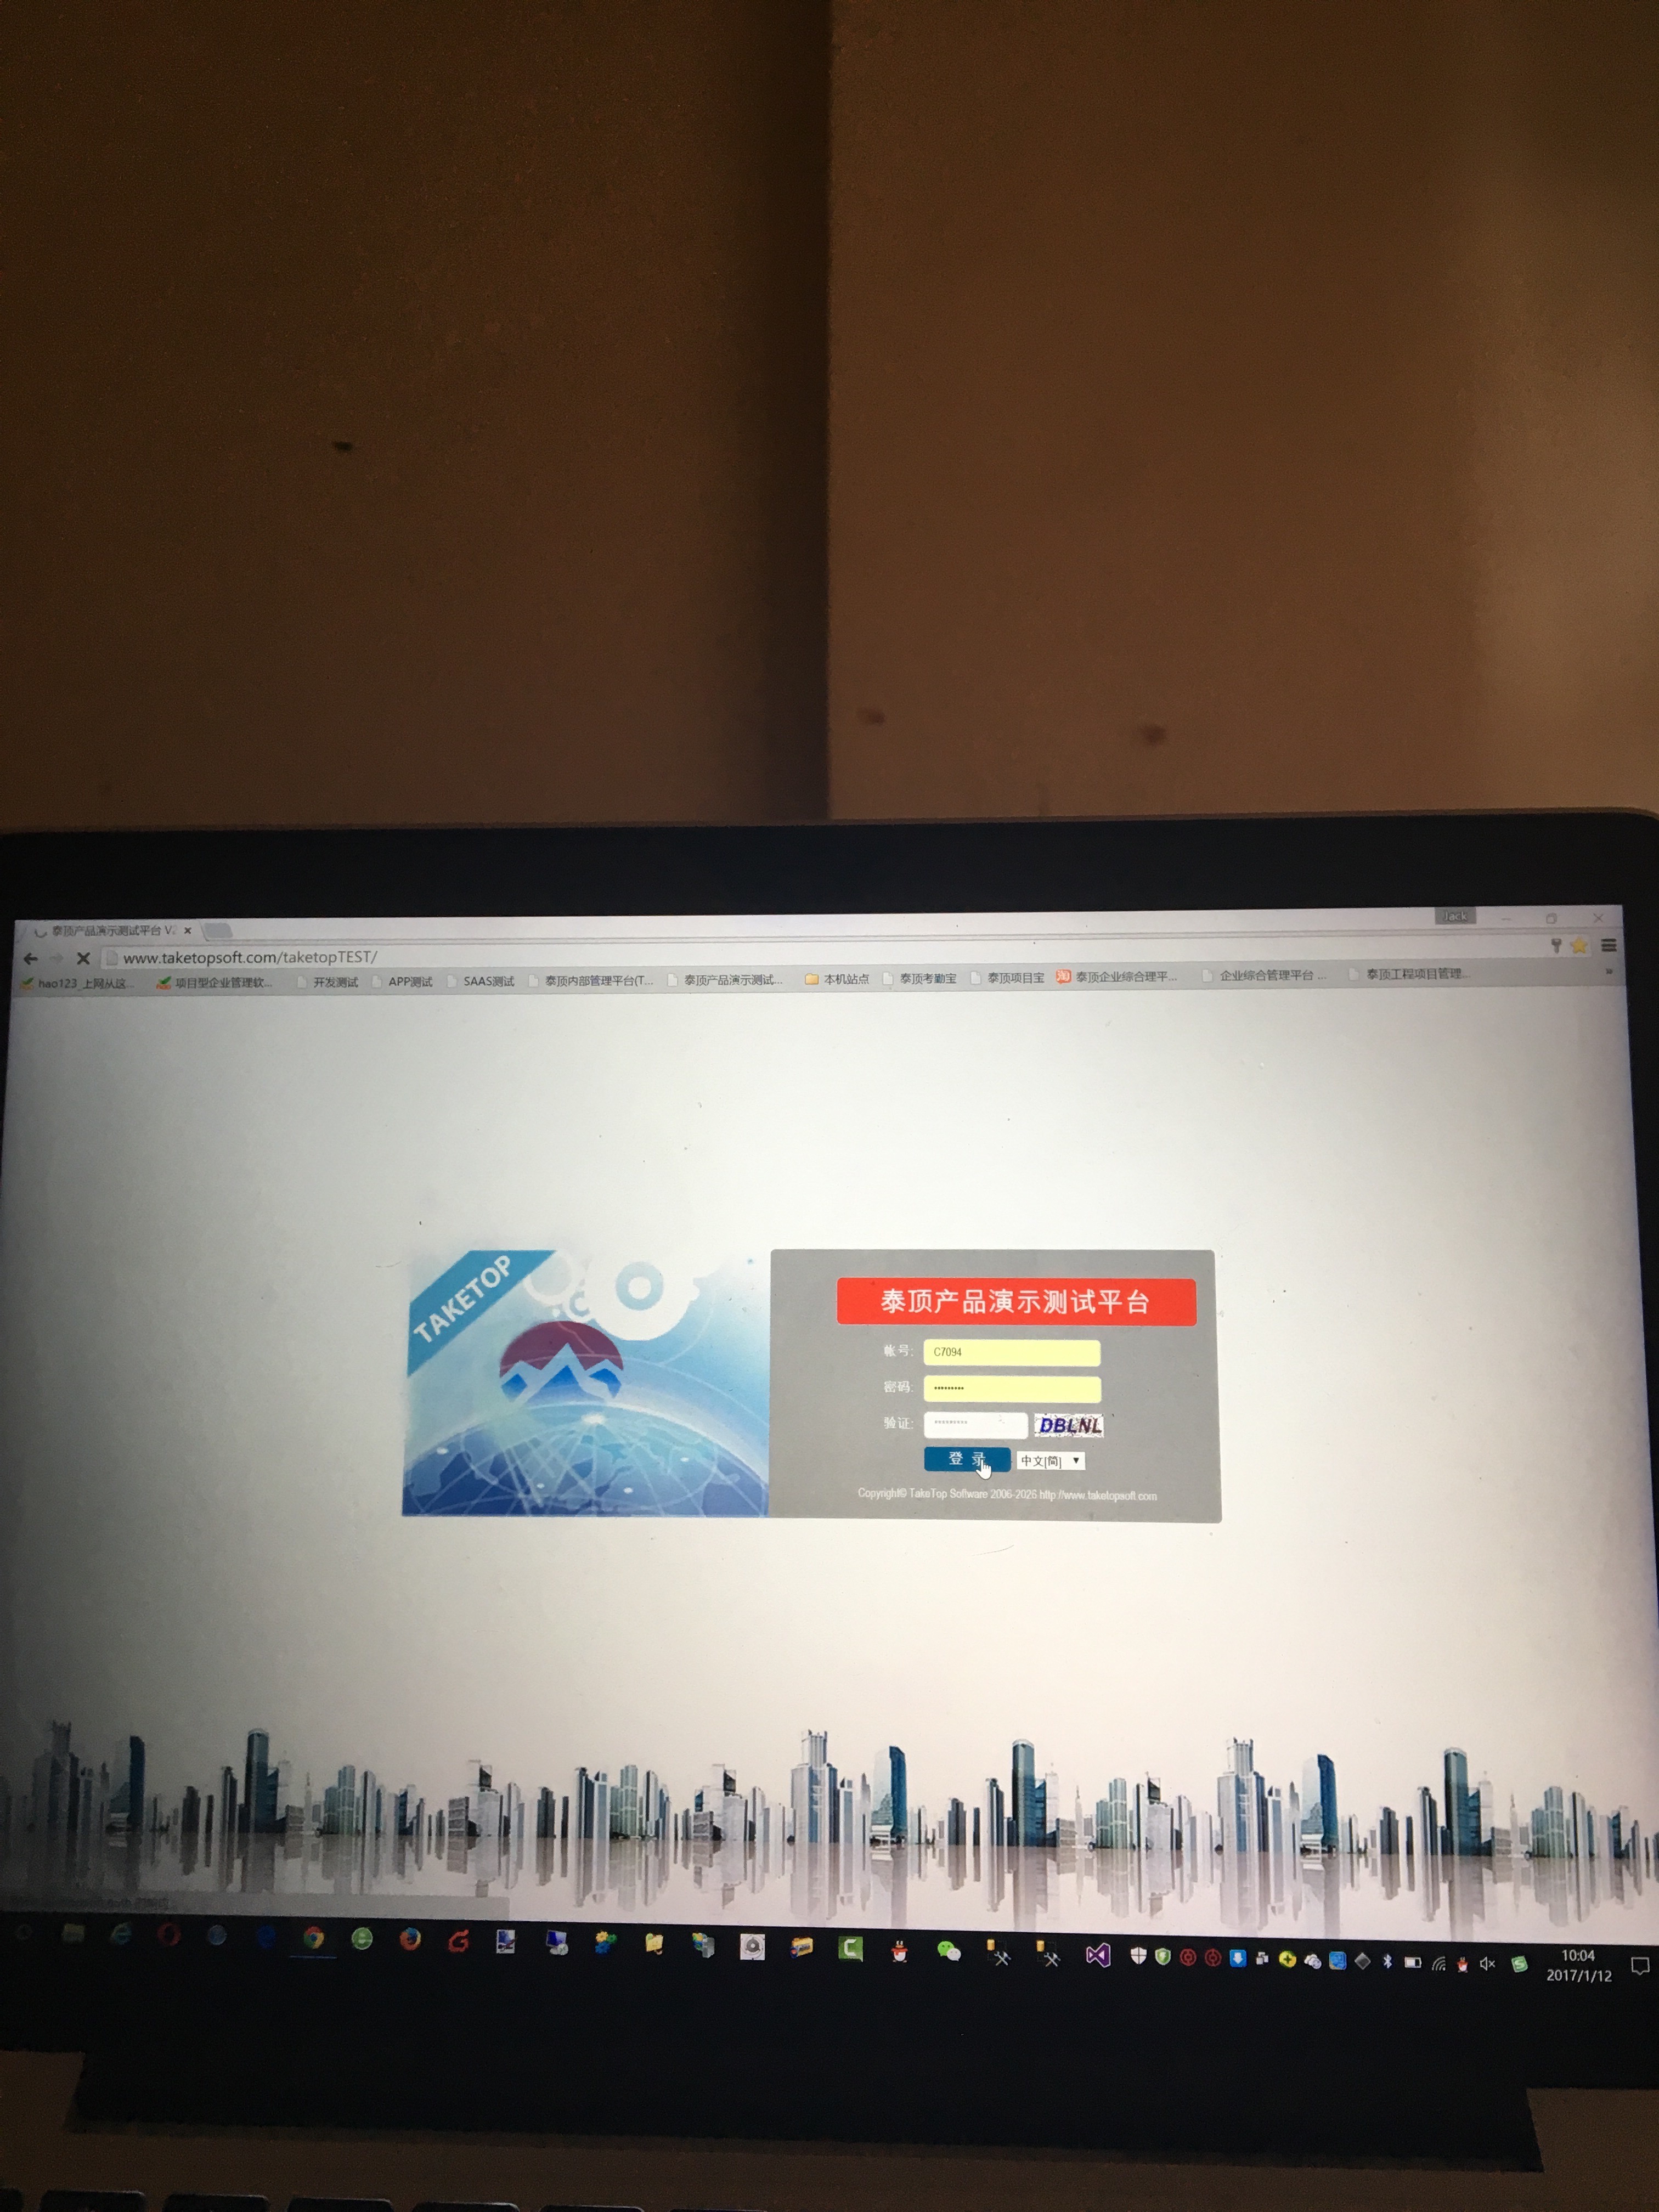 Jack
泰顶产品演示测试平台 V
www.taketopsoft.com/taketopTEST/
hao123_上网从这... 项目型企业管理软... 开发测试 APP测试 SAAS测试 泰顶内部管理平台(T... 泰顶产品演示测试... 本机站点 泰顶考勤宝 泰顶项目宝 泰顶企业综合理平... 企业综合管理平台 ... 泰顶工程项目管理... »
TAKETOP
泰顶产品演示测试平台
帐号: C7094
密码: •••••••••
验证: ********** DBLNL
登 录 中文[简]
Copyright© TakeTop Software 2006-2026 http://www.taketopsoft.com
10:04
2017/1/12